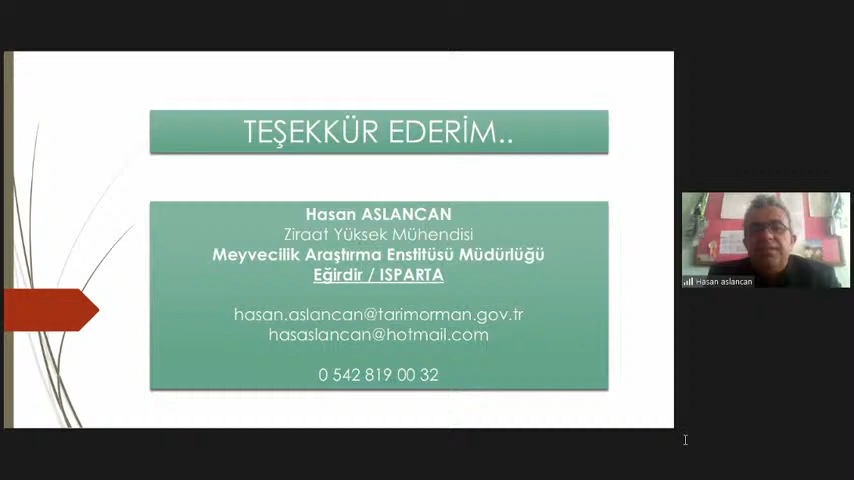 TEŞEKKÜR EDERİM..
Hasan ASLANCAN
Ziraat Yüksek Mühendisi
Meyvecilik Araştırma Enstitüsü Müdürlüğü
Eğirdir / ISPARTA
hasan.aslancan@tarimorman.gov.tr
hasaslancan@hotmail.com
0 542 819 00 32
Hasan aslancan